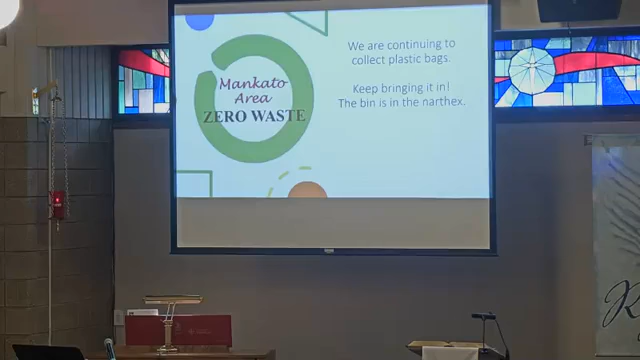 Mankato
Area
ZERO WASTE
We are continuing to
collect plastic bags.
Keep bringing it in!
The bin is in the narthex.